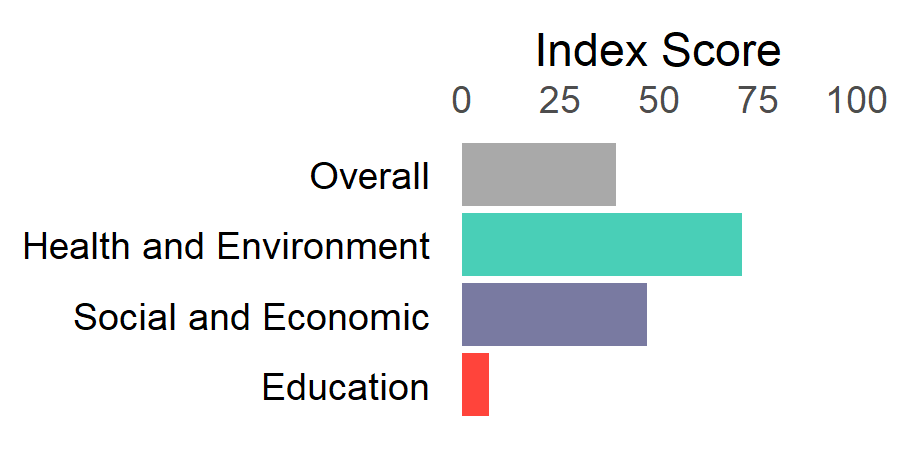 Index Score
0 25 50 75 100
Overall
Health and Environment
Social and Economic
Education